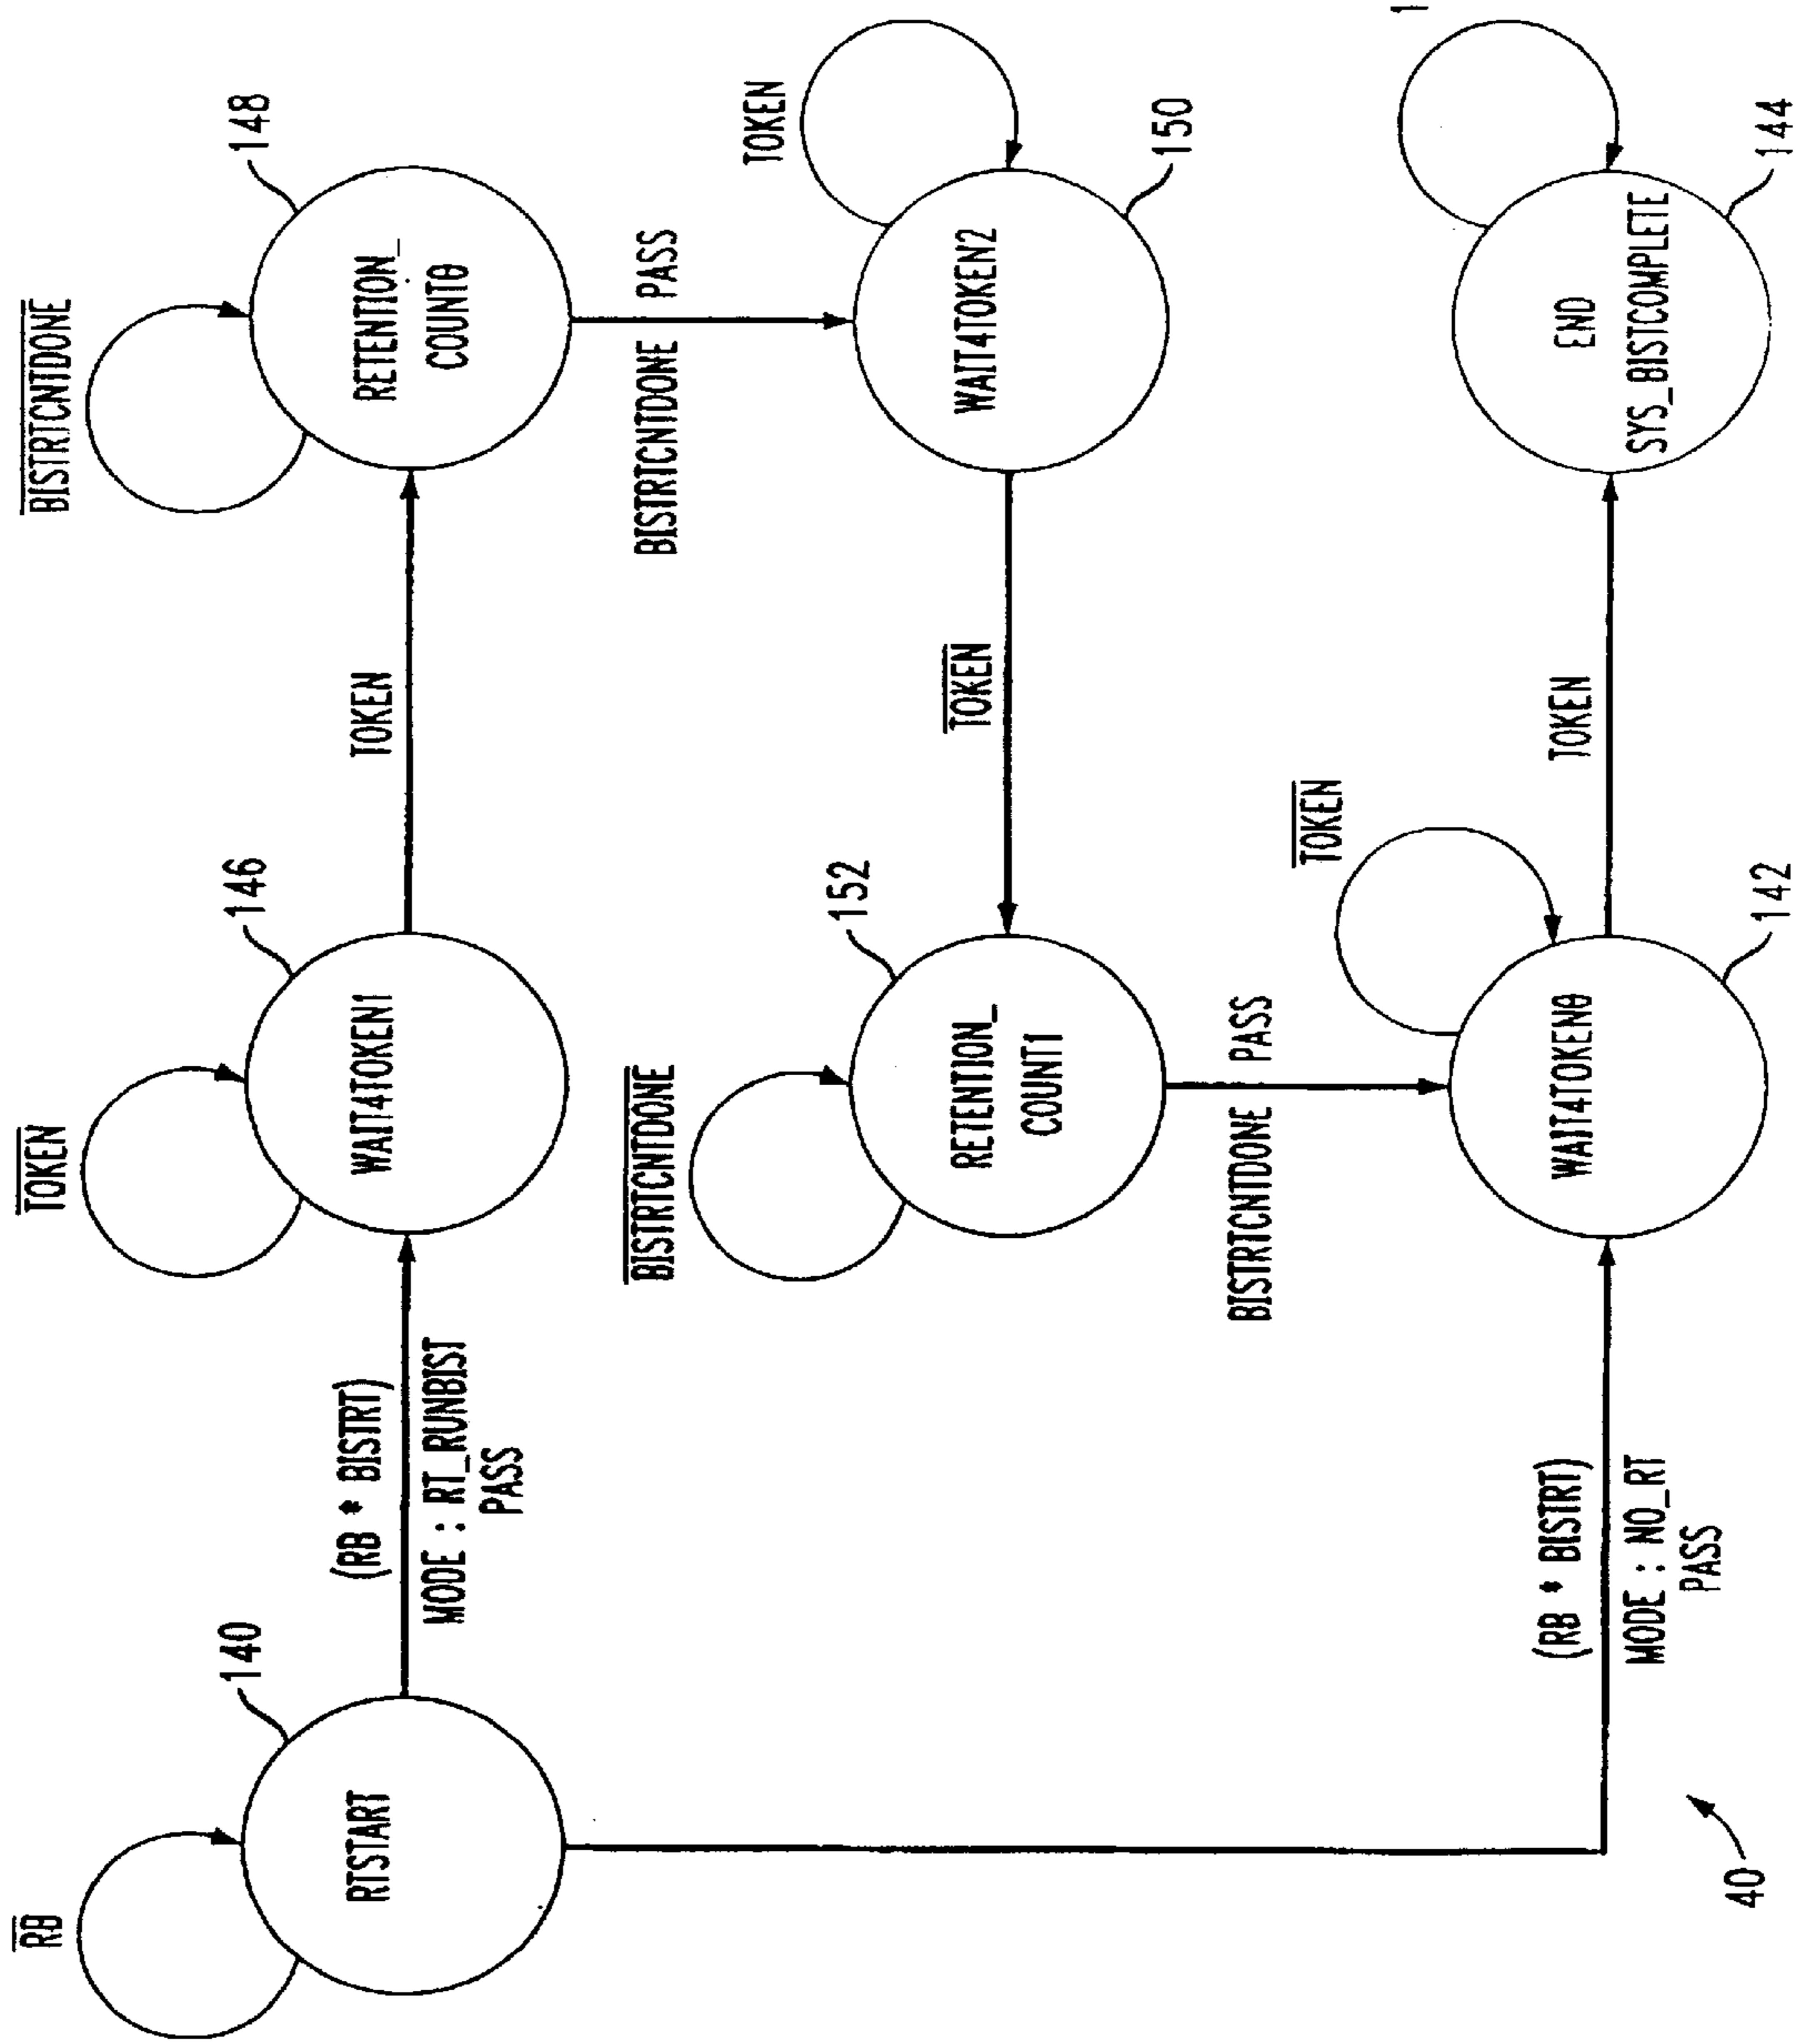 RB
140
RTSTART
(RB * BISTRT)
MODE : RT_RUNBIST
PASS
TOKEN
146
WAIT4TOKEN1
TOKEN
BISTRTCNTDONE
148
RETENTION_
COUNT0
BISTRTCNTDONE PASS
TOKEN
150
WAIT4TOKEN2
TOKEN
BISTRTCNTDONE
152
RETENTION_
COUNT1
BISTRTCNTDONE PASS
(RB * BISTRT)
MODE : NO_RT
PASS
TOKEN
142
WAIT4TOKEN0
TOKEN
1
144
END
SYS_BISTCOMPLETE
40